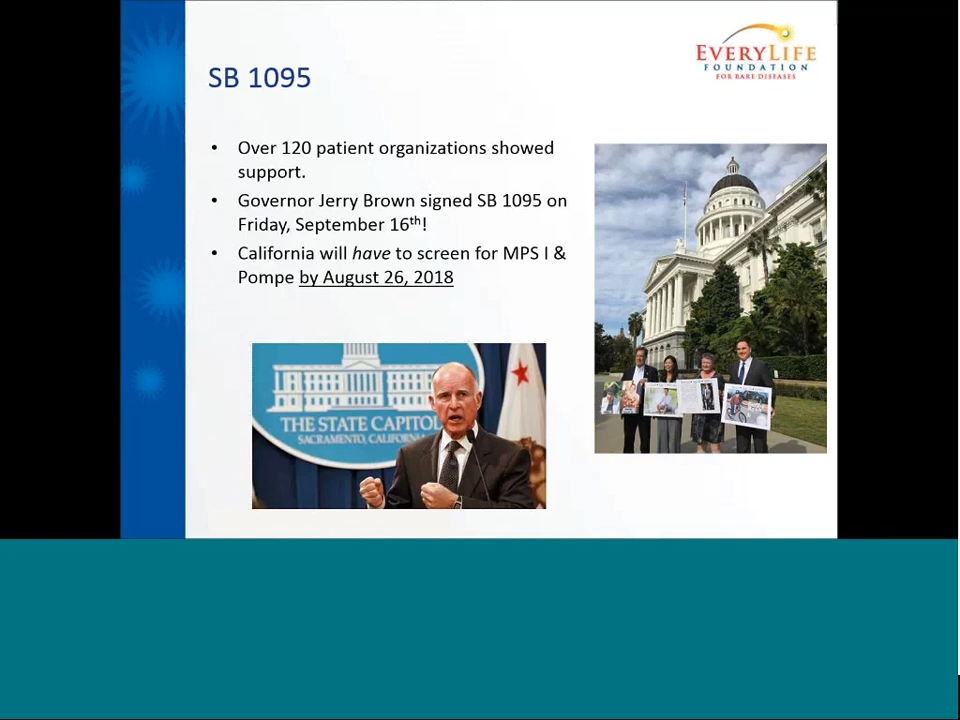 EVERYLIFE
FOUNDATION
FOR RARE DISEASES
SB 1095
• Over 120 patient organizations showed
support.
• Governor Jerry Brown signed SB 1095 on
Friday, September 16th!
• California will have to screen for MPS I &
Pompe by August 26, 2018
THE STATE CAPITOL
SACRAMENTO, CALIFORNIA